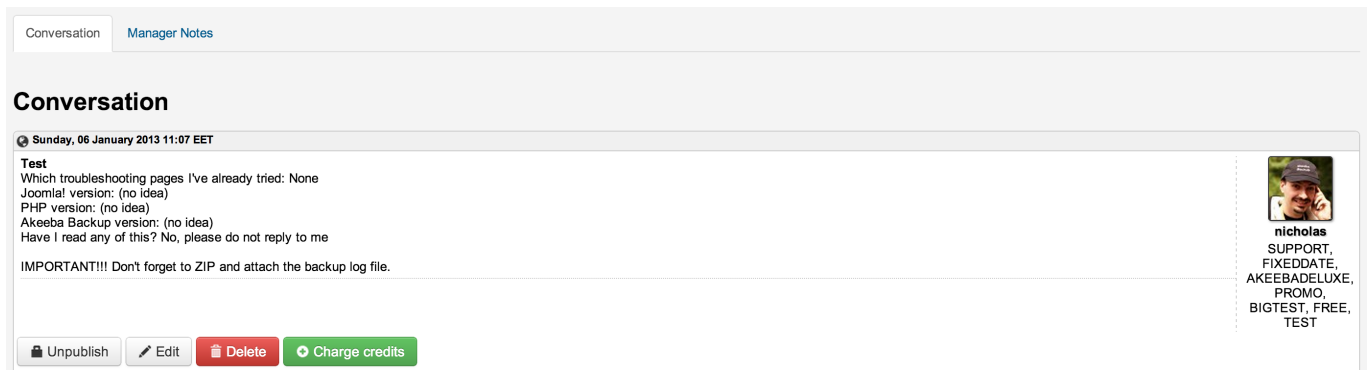 Conversation Manager Notes
Conversation
Sunday, 06 January 2013 11:07 EET
Test
Which troubleshooting pages I've already tried: None
Joomla! version: (no idea)
PHP version: (no idea)
Akeeba Backup version: (no idea)
Have I read any of this? No, please do not reply to me
IMPORTANT!!! Don't forget to ZIP and attach the backup log file.
nicholas
SUPPORT,
FIXEDDATE,
AKEEBADELUXE,
PROMO,
BIGTEST, FREE,
TEST
Unpublish Edit Delete Charge credits